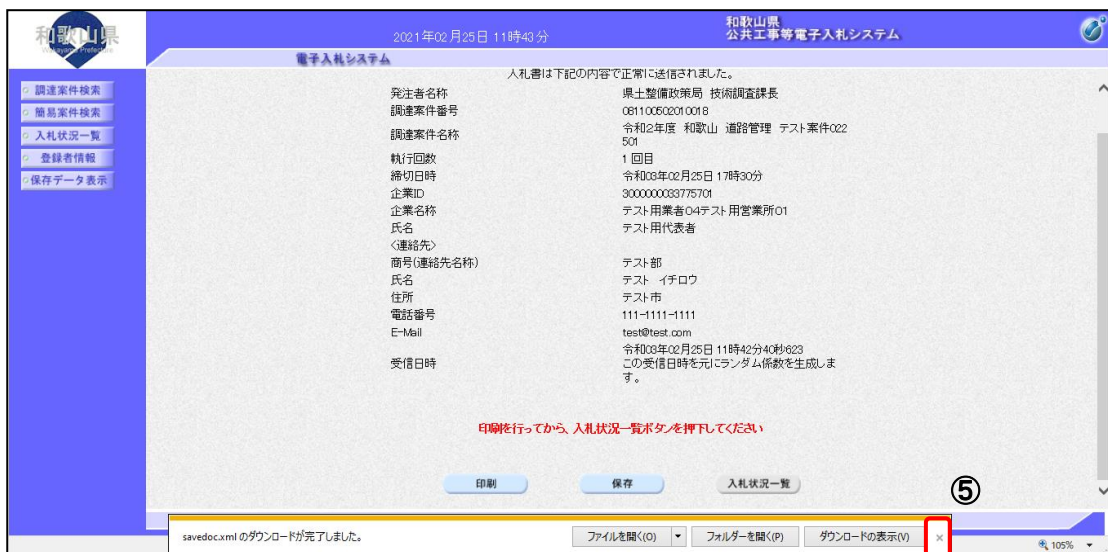 和歌山県
Wakayama Prefecture
2021年02月25日 11時43分
和歌山県
公共工事等電子入札システム
電子入札システム
調達案件検索
簡易案件検索
入札状況一覧
登録者情報
保存データ表示
入札書は下記の内容で正常に送信されました。
発注者名称 県土整備政策局 技術調査課長
調達案件番号 081100502010018
調達案件名称 令和2年度 和歌山 道路管理 テスト案件022
501
執行回数 1回目
締切日時 令和03年02月25日 17時30分
企業ID 3000000033775701
企業名称 テスト用業者04テスト用営業所01
氏名 テスト用代表者
<連絡先>
商号(連絡先名称) テスト部
氏名 テスト イチロウ
住所 テスト市
電話番号 111-1111-1111
E-Mail test@test.com
受信日時 令和03年02月25日 11時42分40秒623
この受信日時を元にランダム係数を生成しま
す。
印刷を行ってから、入札状況一覧ボタンを押下してください
印刷 保存 入札状況一覧
⑤
savedoc.xml のダウンロードが完了しました。 ファイルを開く(O) フォルダーを開く(P) ダウンロードの表示(V) ×
105%